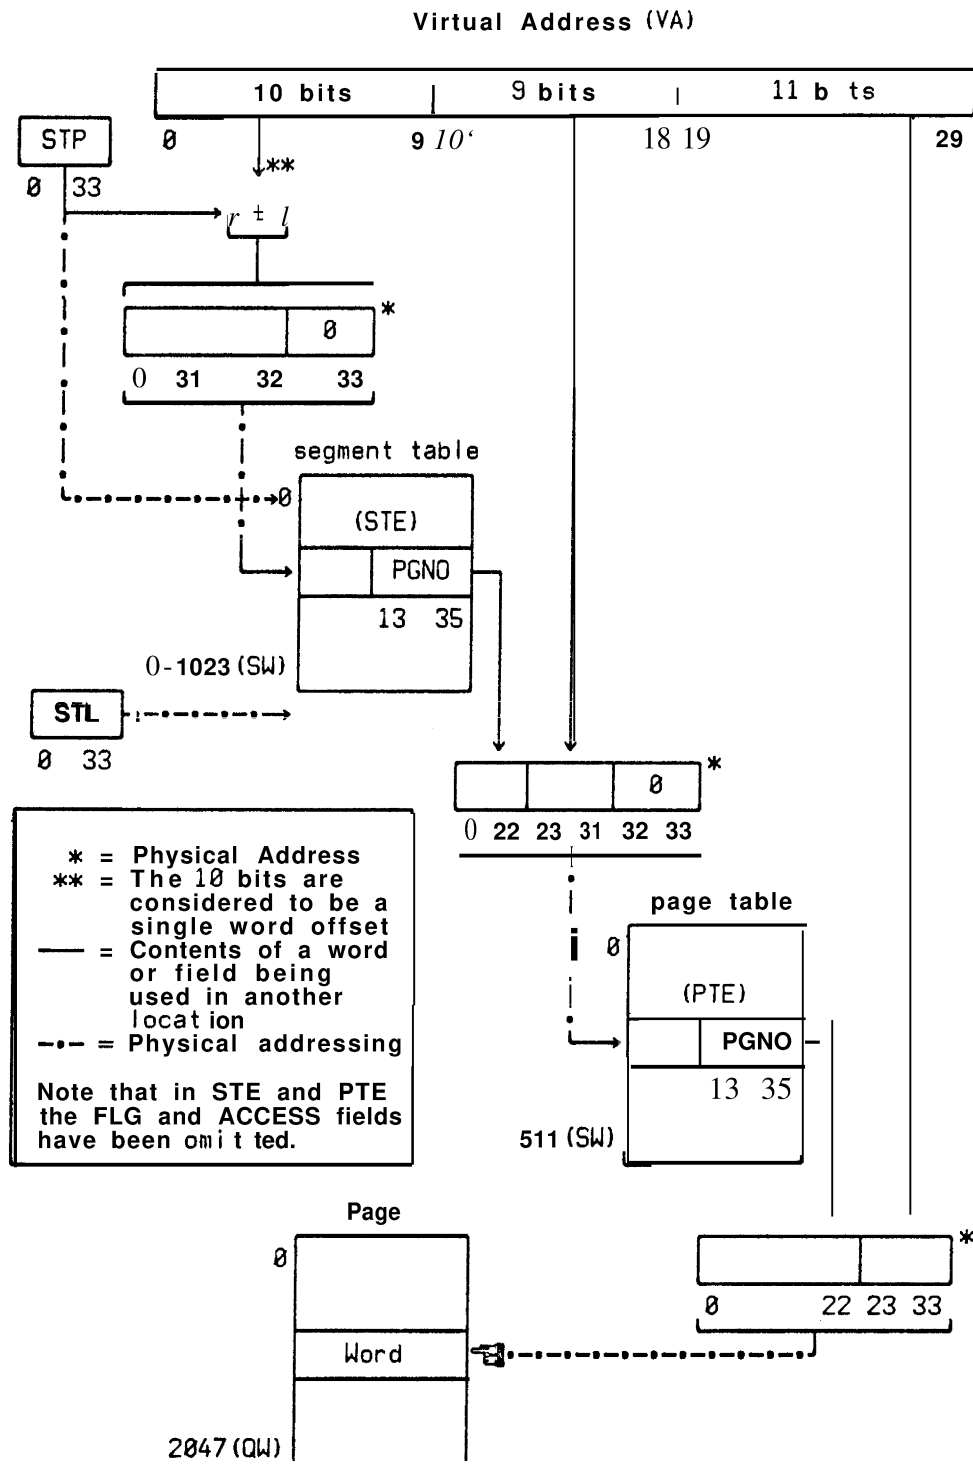 Virtual Address (VA)
10 bits | 9 bits | 11 b ts
STP
0 9 10‘ 18 19 29
0 33
**
r ± l
*
0
0 31 32 33
segment table
0
(STE)
PGNO
13 35
0-1023 (SW)
STL
0 33
*
0
0 22 23 31 32 33
* = Physical Address
** = The 10 bits are
considered to be a
single word offset
= Contents of a word
or field being
used in another
location
= Physical addressing
Note that in STE and PTE
the FLG and ACCESS fields
have been omi t ted.
page table
0
(PTE)
PGNO
13 35
511 (SW)
Page
0
Word
2047 (QW)
*
0 22 23 33